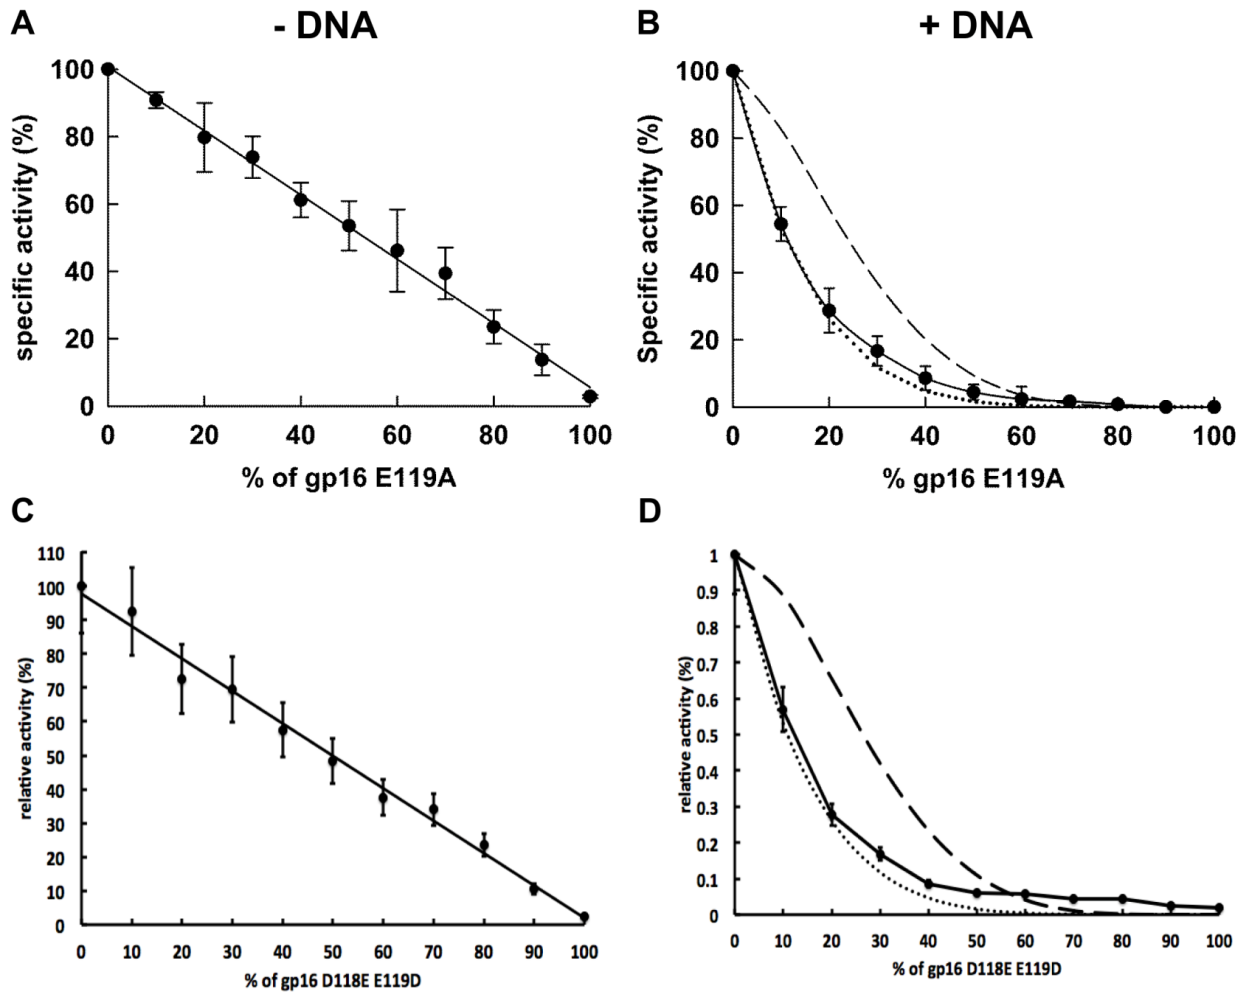 A
- DNA
specific activity (%)
100
80
60
40
20
0
0 20 40 60 80 100
% of gp16 E119A
B
+ DNA
Specific activity (%)
100
80
60
40
20
0
0 20 40 60 80 100
% gp16 E119A
C
relative activity (%)
110
100
90
80
70
60
50
40
30
20
10
0
0 10 20 30 40 50 60 70 80 90 100
% of gp16 D118E E119D
D
relative activity (%)
1
0.9
0.8
0.7
0.6
0.5
0.4
0.3
0.2
0.1
0
0 10 20 30 40 50 60 70 80 90 100
% of gp16 D118E E119D